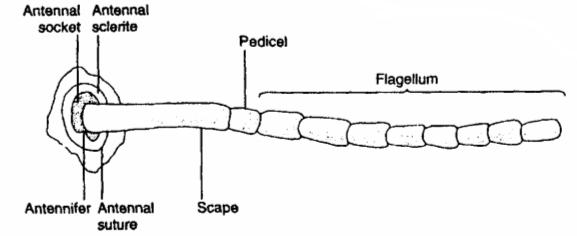 Antennal
socket
Antennal
sclerite
Pedicel
Flagellum
Antennifer
Antennal
suture
Scape